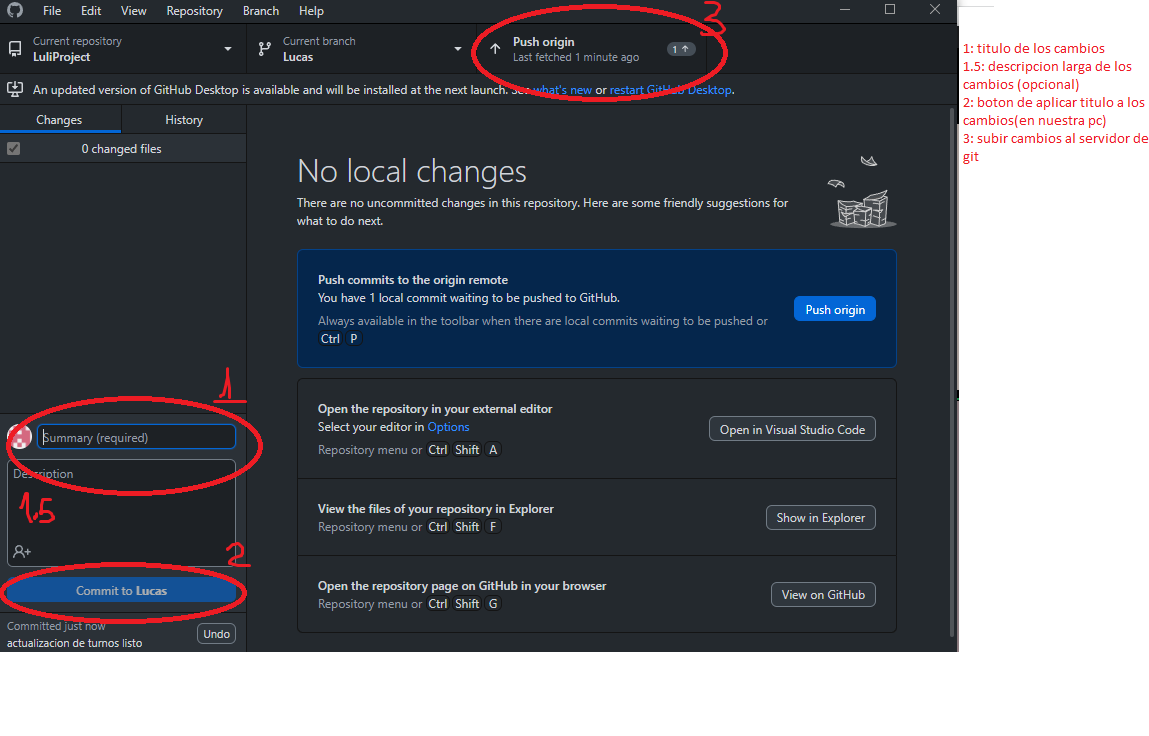 File Edit View Repository Branch Help
Current repository
LuliProject
Current branch
Lucas
Push origin
Last fetched 1 minute ago
1
3
An updated version of GitHub Desktop is available and will be installed at the next launch. See what's new or restart GitHub Desktop.
Changes
History
0 changed files
No local changes
There are no uncommitted changes in this repository. Here are some friendly suggestions for
what to do next.
Push commits to the origin remote
You have 1 local commit waiting to be pushed to GitHub.
Always available in the toolbar when there are local commits waiting to be pushed or
Ctrl P
Push origin
Open the repository in your external editor
Select your editor in Options
Repository menu or Ctrl Shift A
Open in Visual Studio Code
View the files of your repository in Explorer
Repository menu or Ctrl Shift F
Show in Explorer
Open the repository page on GitHub in your browser
Repository menu or Ctrl Shift G
View on GitHub
1
Summary (required)
Description
1.5
2
Commit to Lucas
Committed just now
actualizacion de turnos listo
Undo
1: titulo de los cambios
1.5: descripcion larga de los
cambios (opcional)
2: boton de aplicar titulo a los
cambios(en nuestra pc)
3: subir cambios al servidor de
git